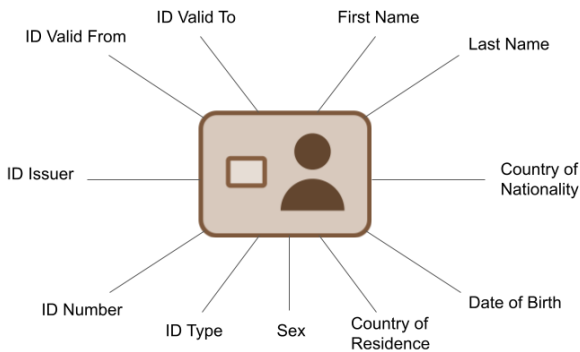 ID Valid To
First Name
ID Valid From
Last Name
ID Issuer
Country of
Nationality
ID Number
Date of Birth
ID Type
Sex
Country of
Residence